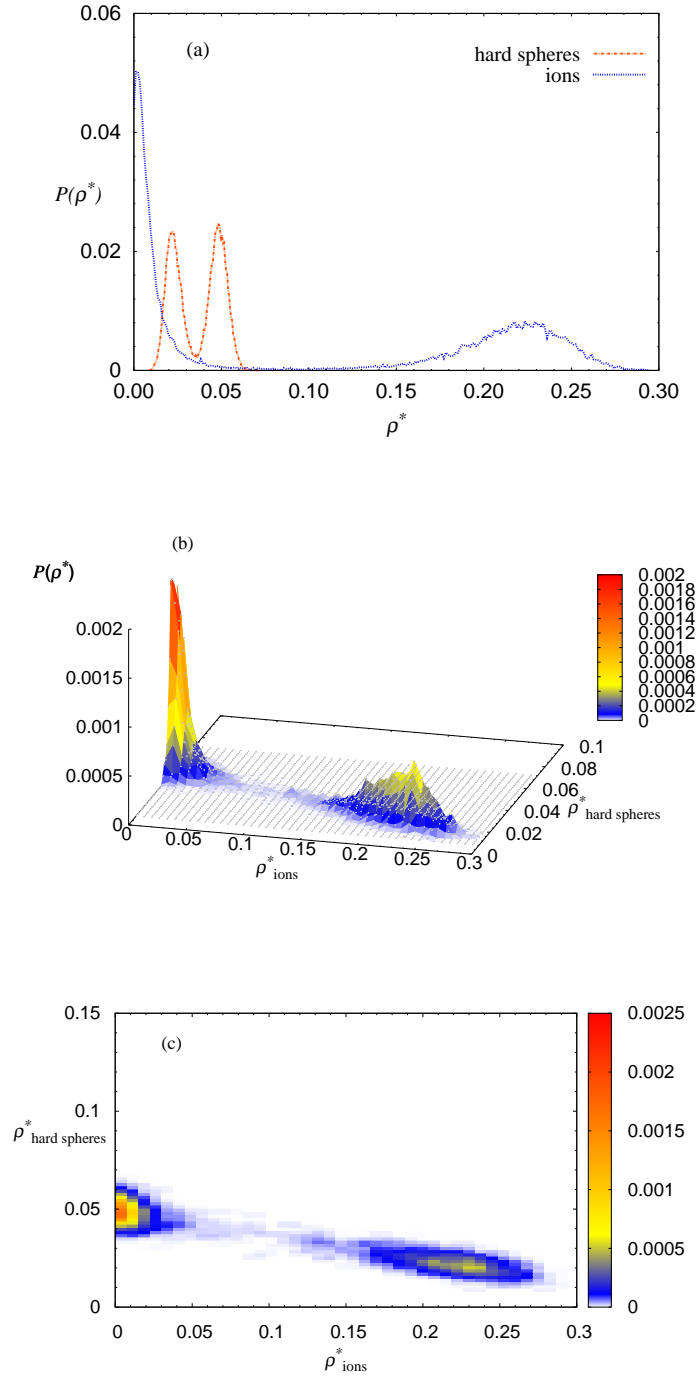 0.06
(a)
hard spheres
ions
0.04
P(ρ*)
0.02
0
0.00 0.05 0.10 0.15 0.20 0.25 0.30
ρ*
(b)
P(ρ*)
0.002
0.0015
0.001
0.0005
0
0 0.05 0.1 0.15 0.2 0.25 0.3
ρ*ions
0 0.02 0.04 0.06 0.08 0.1
ρ*hard spheres
0.002
0.0018
0.0016
0.0014
0.0012
0.001
0.0008
0.0006
0.0004
0.0002
0
0.15
(c)
0.1
ρ*hard spheres
0.05
0
0 0.05 0.1 0.15 0.2 0.25 0.3
ρ*ions
0.0025
0.002
0.0015
0.001
0.0005
0